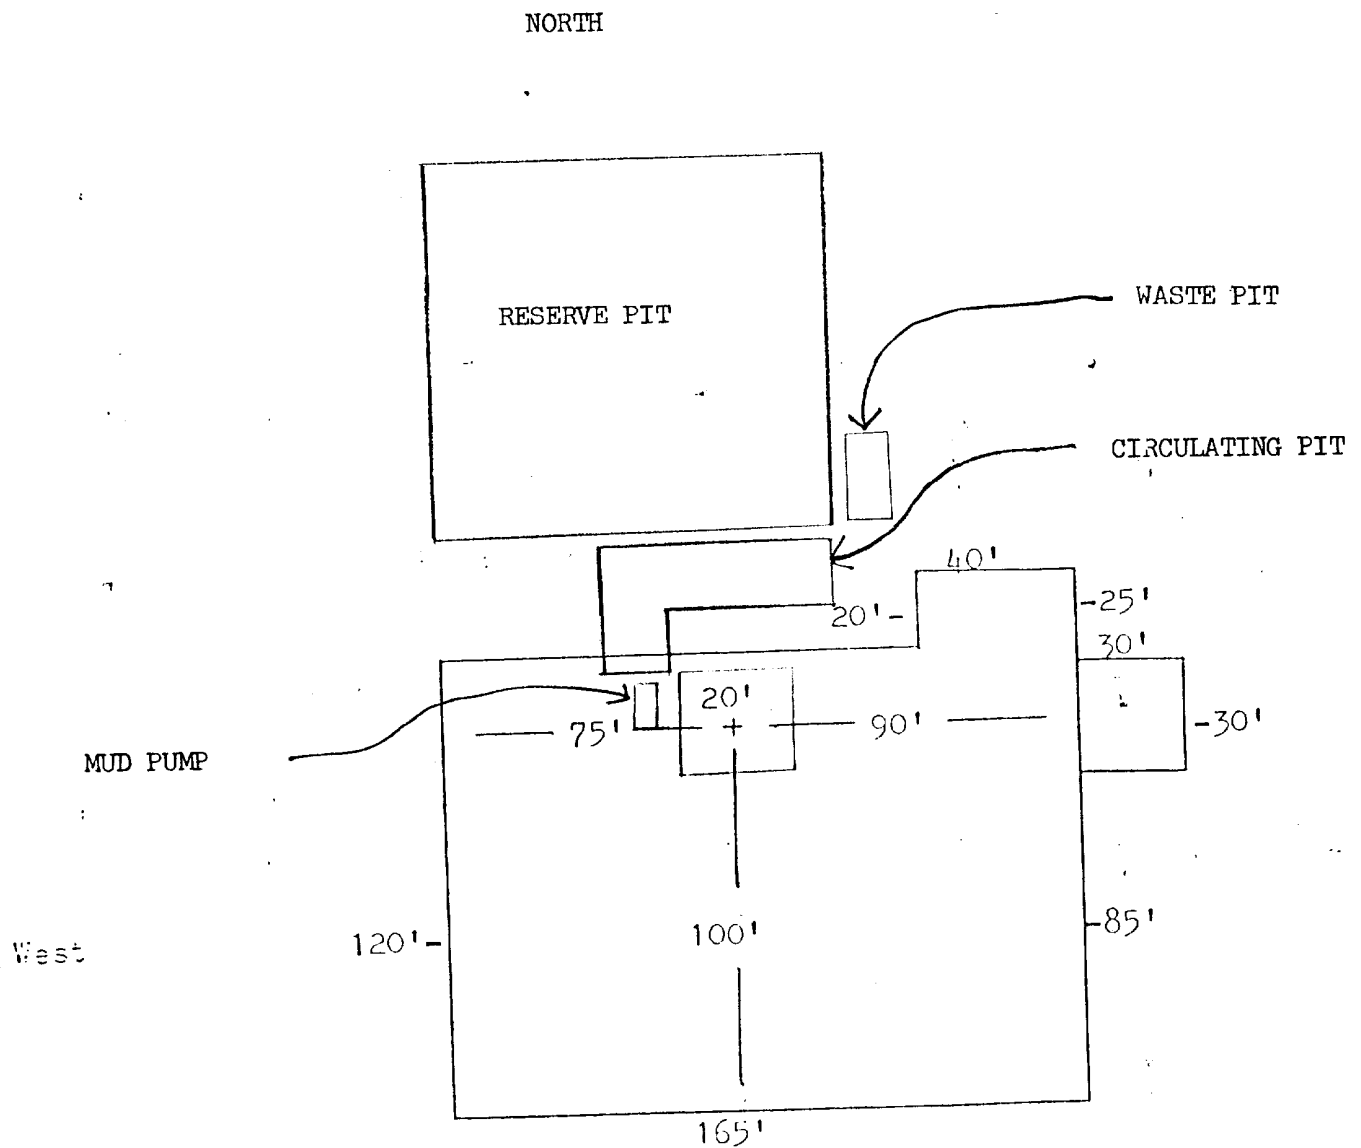 NORTH
RESERVE PIT
WASTE PIT
CIRCULATING PIT
40'
20'-
-25'
30'
20'
75'
90'
-30'
MUD PUMP
120'-
100'
-85'
West
165'